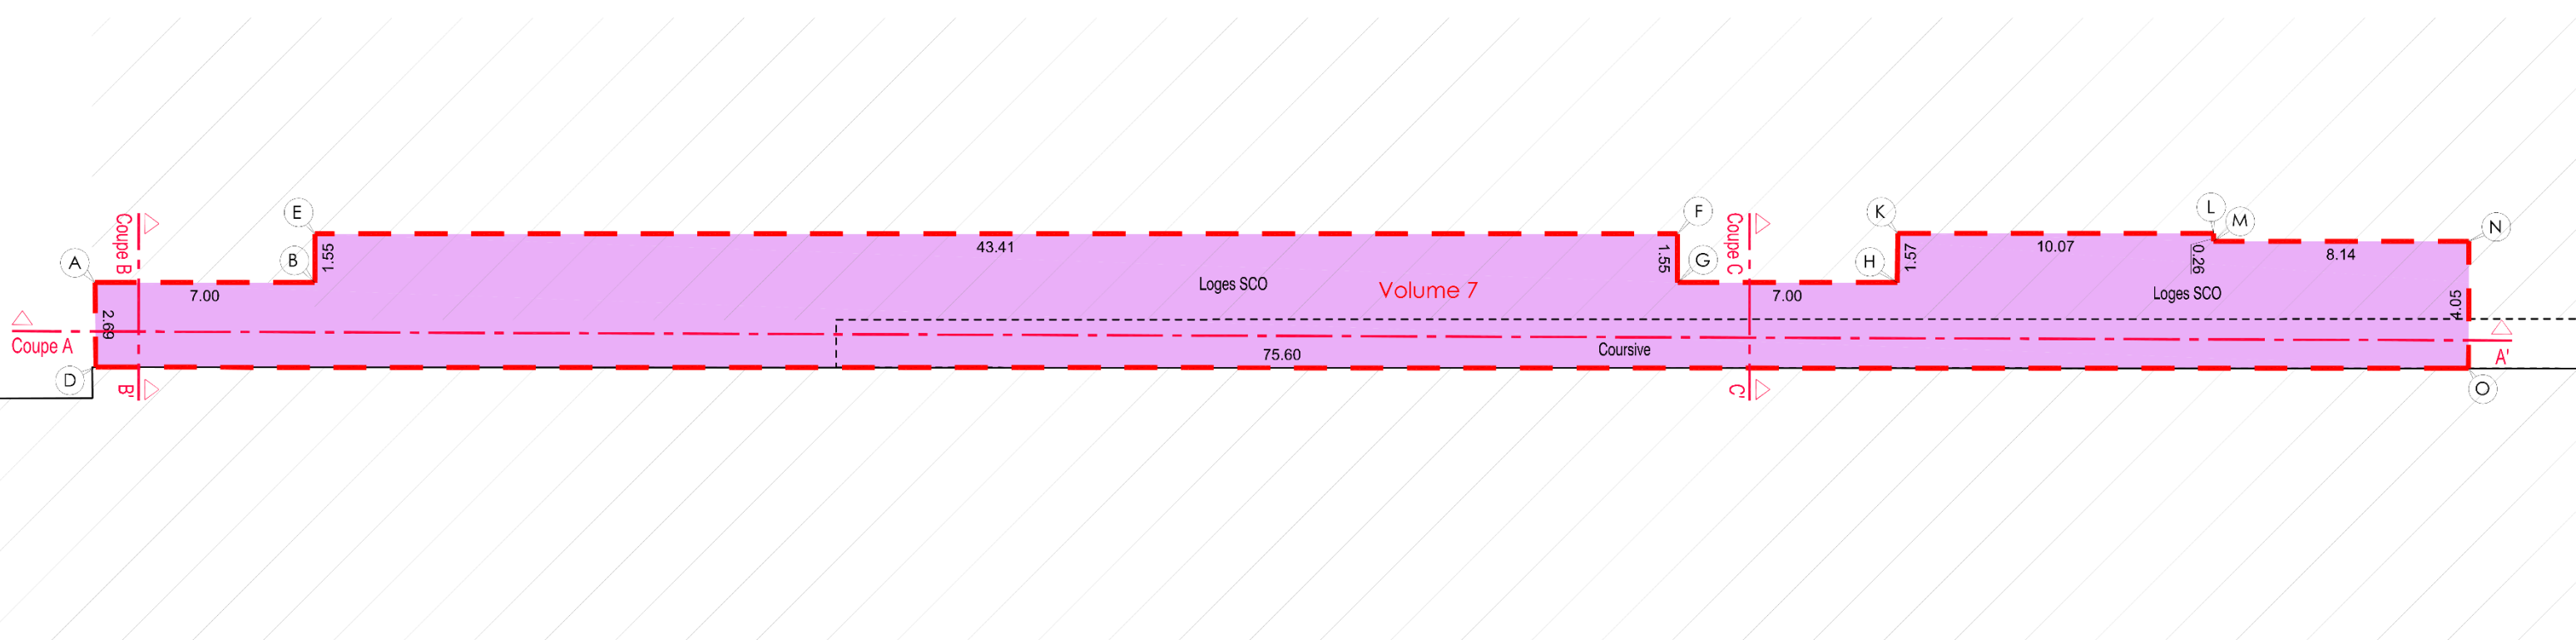 L
E
F
K
M
N
Coupe B
Coupe C
43.41
10.07
0.26
8.14
1.55
1.55
1.57
A
B
G
H
Loges SCO
Volume 7
Loges SCO
7.00
7.00
2.69
4.05
Coupe A
75.60
Coursive
A'
D
B'
C'
O